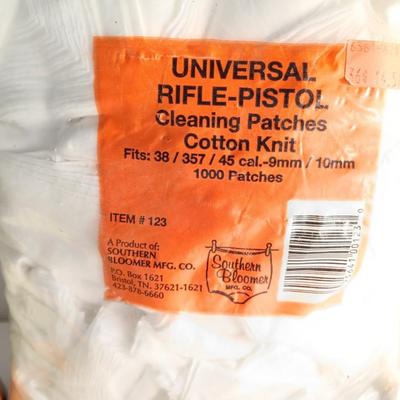 UNIVERSAL
RIFLE-PISTOL
Cleaning Patches
Cotton Knit
Fits: 38 / 357 / 45 cal.-9mm / 10mm
1000 Patches
ITEM # 123
A Product of:
SOUTHERN
BLOOMER MFG. CO.
P.O. Box 1621
Bristol, TN. 37621-1621
423-878-6660
Southern
Bloomer
MFG. CO.